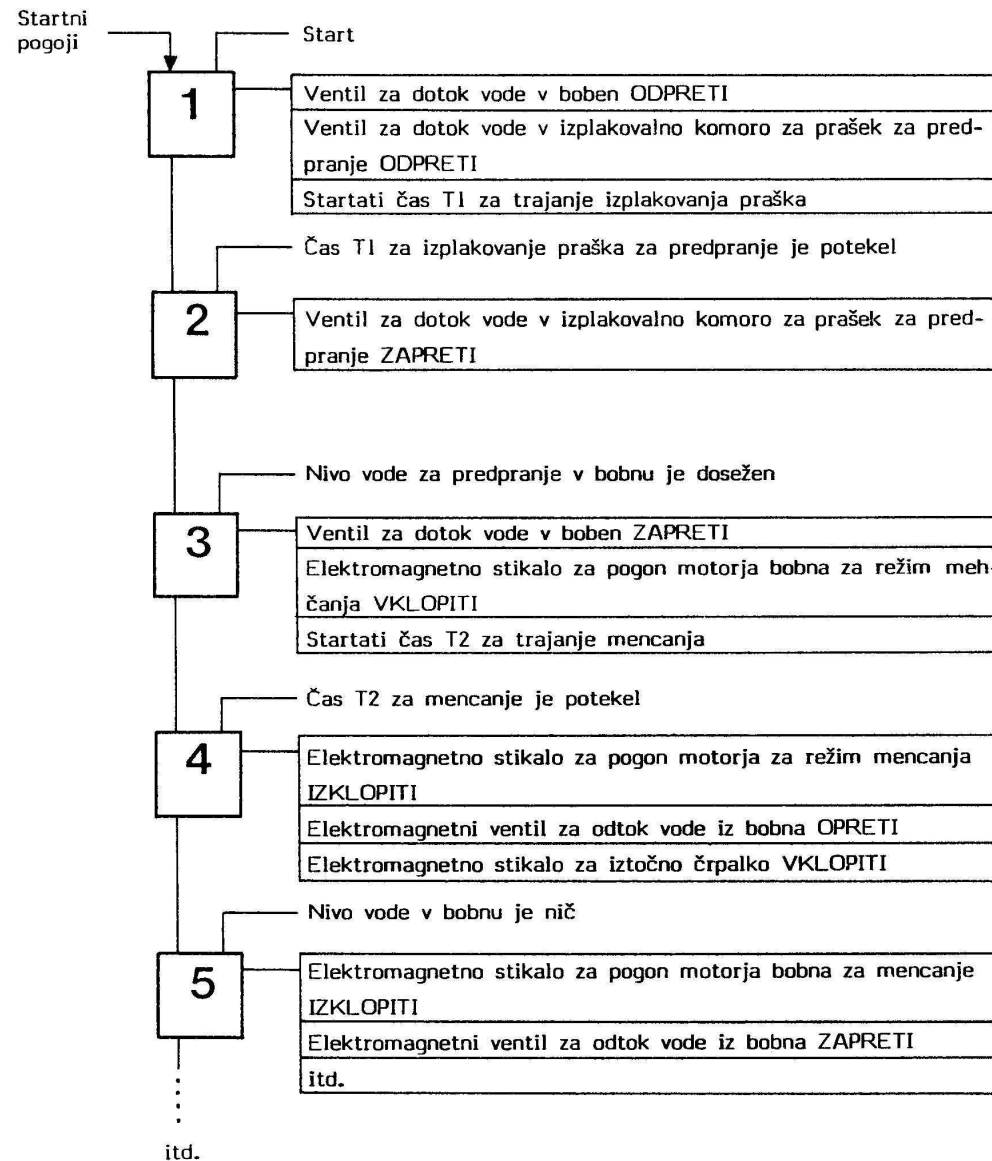 Startni
pogoji
Start
1
Ventil za dotok vode v boben ODPRETI
Ventil za dotok vode v izplakovalno komoro za prašek za pred-
pranje ODPRETI
Startati čas T1 za trajanje izplakovanja praška
Čas T1 za izplakovanje praška za predpranje je potekel
2
Ventil za dotok vode v izplakovalno komoro za prašek za pred-
pranje ZAPRETI
Nivo vode za predpranje v bobnu je dosežen
3
Ventil za dotok vode v boben ZAPRETI
Elektromagnetno stikalo za pogon motorja bobna za režim meh-
čanja VKLOPITI
Startati čas T2 za trajanje mencanja
Čas T2 za mencanje je potekel
4
Elektromagnetno stikalo za pogon motorja za režim mencanja
IZKLOPITI
Elektromagnetni ventil za odtok vode iz bobna OPRETI
Elektromagnetno stikalo za iztočno črpalko VKLOPITI
Nivo vode v bobnu je nič
5
Elektromagnetno stikalo za pogon motorja bobna za mencanje
IZKLOPITI
Elektromagnetni ventil za odtok vode iz bobna ZAPRETI
itd.
itd.